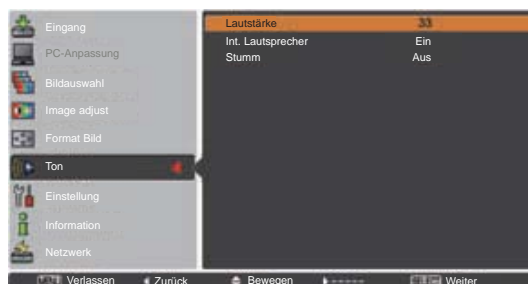 Eingang
PC-Anpassung
Bildauswahl
Image adjust
Format Bild
Ton
Einstellung
Information
Netzwerk
Lautstärke 33
Int. Lautsprecher Ein
Stumm Aus
Verlassen Zurück Bewegen ----- Weiter